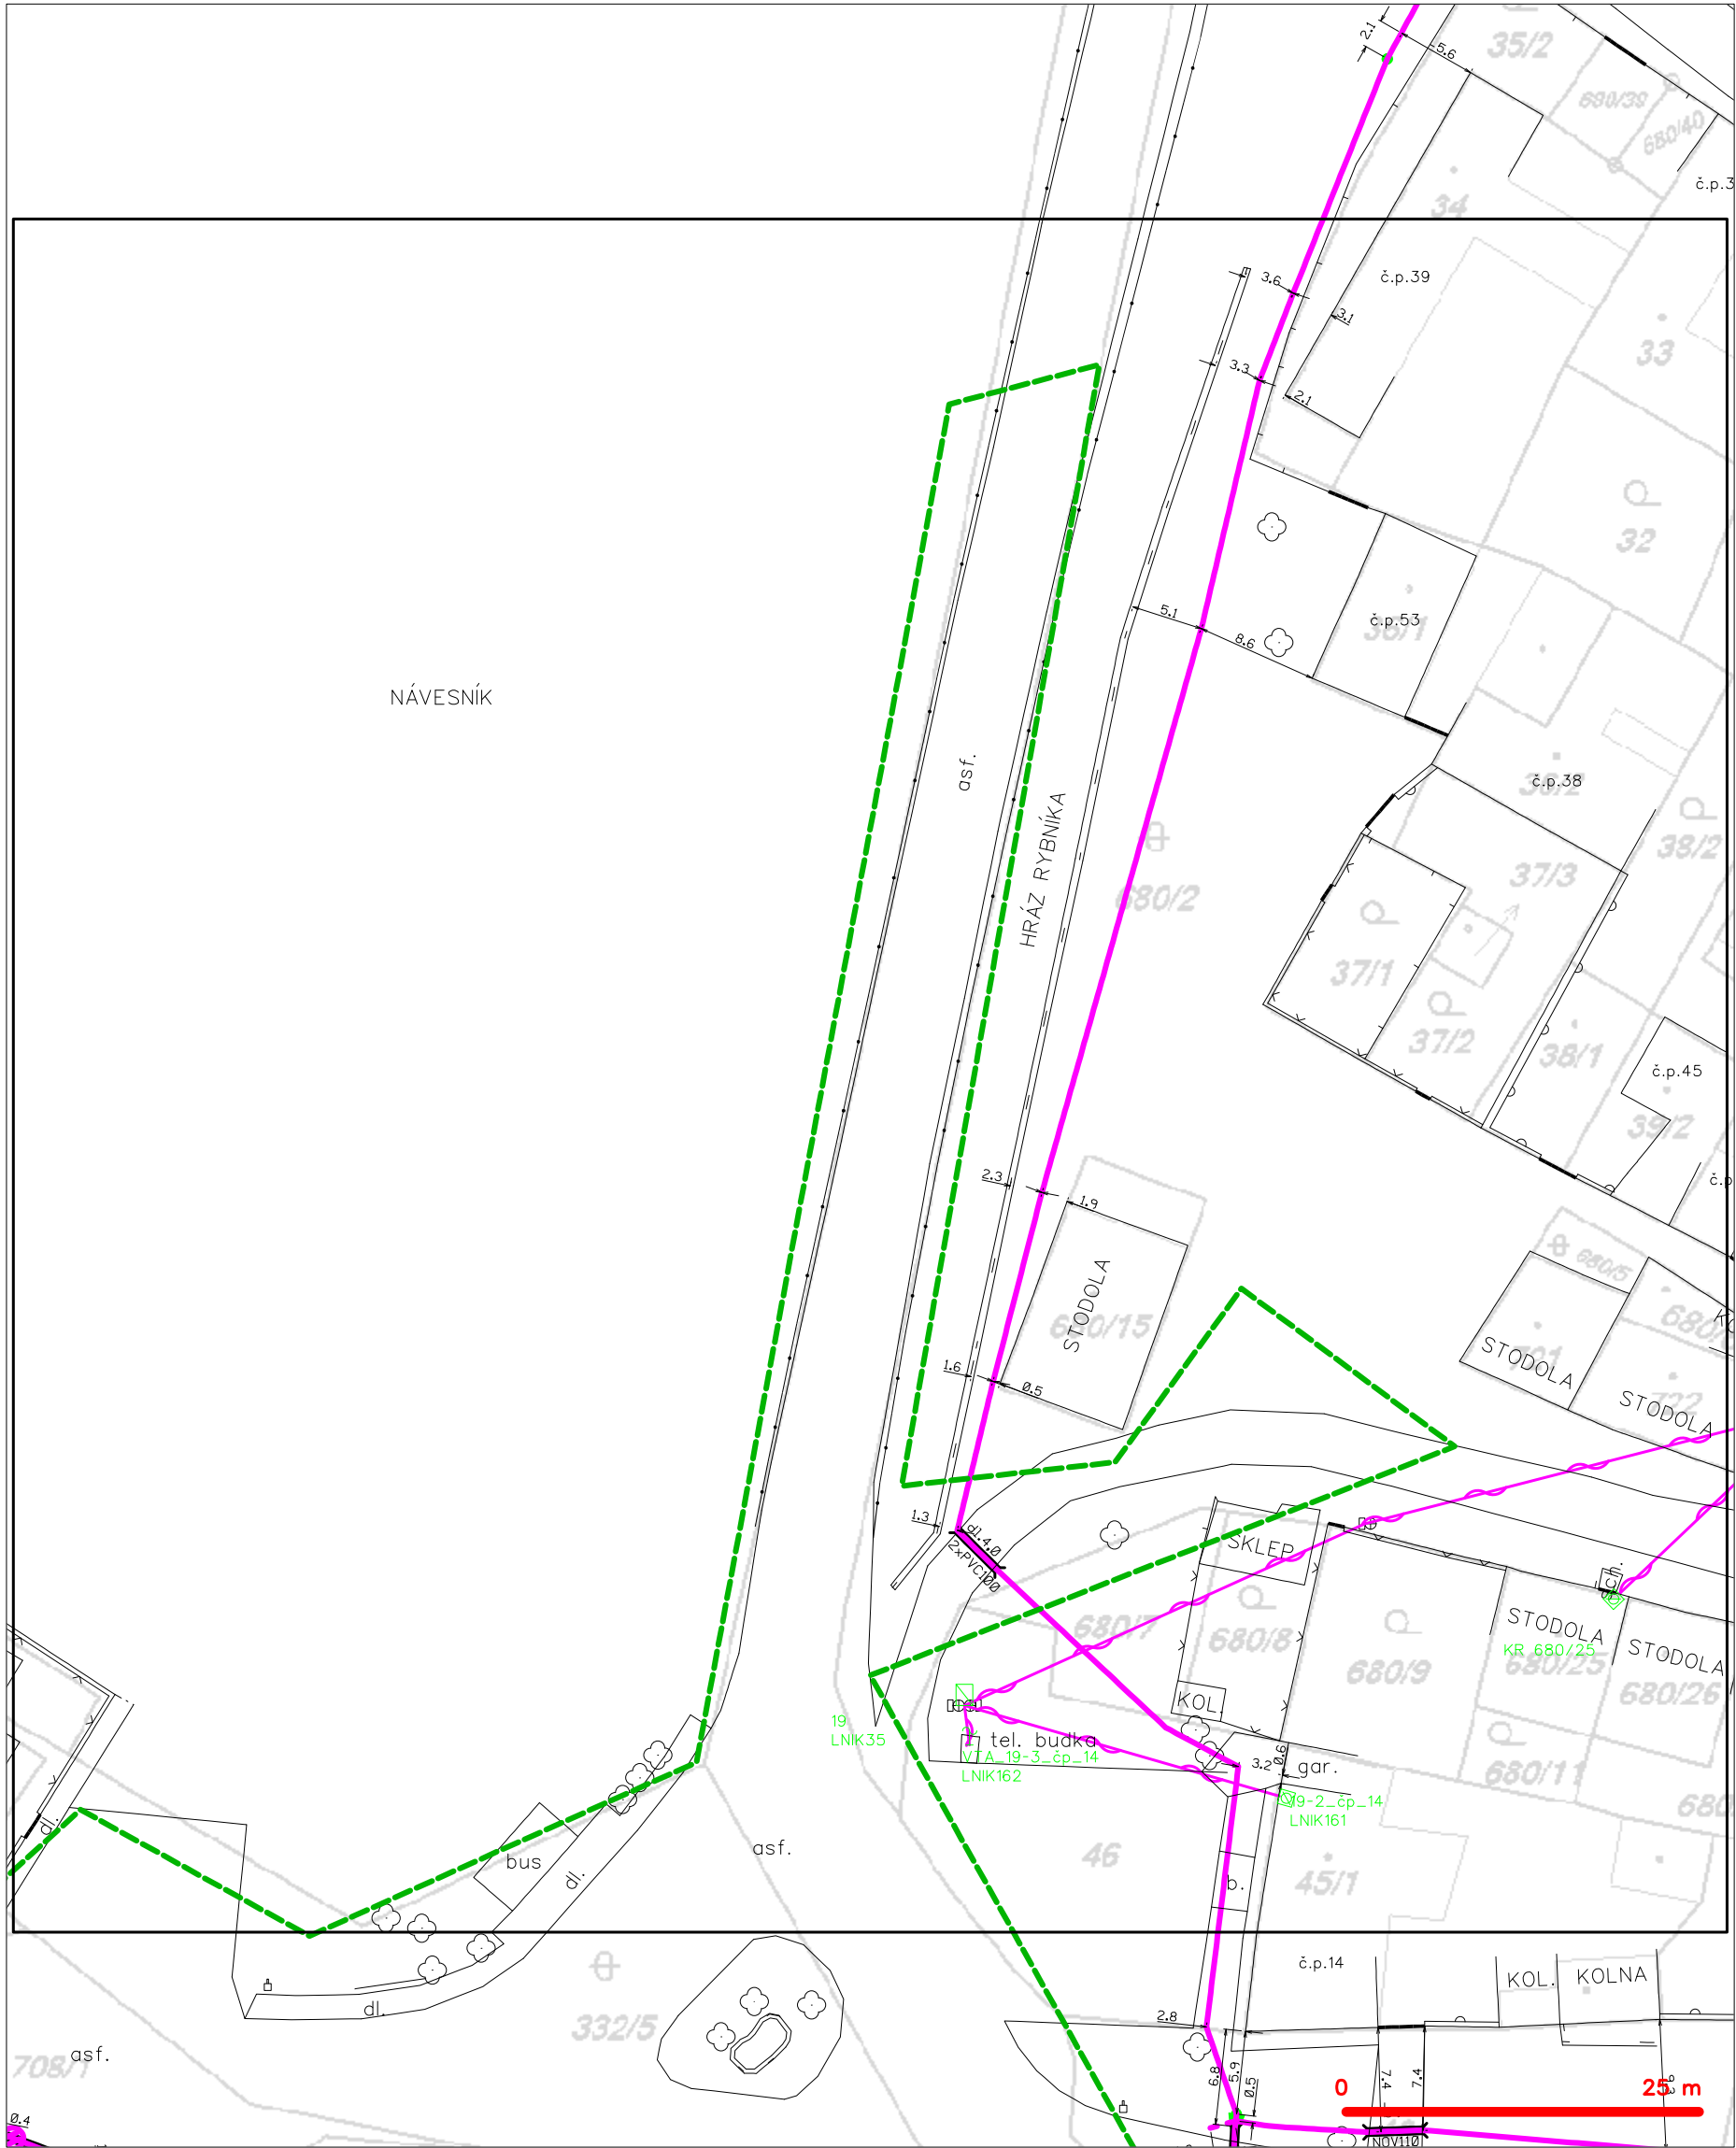 2.1
5.6
35/2
680/39
680/40
č.p.3
34
č.p.39
3.6
3.1
33
3.3
2.1
32
č.p.53
36/1
5.1
8.6
NÁVESNÍK
asf.
č.p.38
36/2
38/2
HRÁZ RYBNÍKA
680/2
37/3
37/1
37/2
38/1
č.p.45
39/2
2.3
1.9
č.p
STODOLA
680/15
680/5
STODOLA
STODOLA
722
1.6
0.5
1.3
dl.4.0
2xPVC100
SKLEP
680/7
680/8
680/9
STODOLA
KR 680/25
680/25
STODOLA
680/26
KOL.
19
LNIK35
tel. budka
VTA_19-3_čp_14
LNIK162
3.2
0.6
gar.
680/11
680
19-2_čp_14
LNIK161
dl.
bus
dl.
asf.
46
b.
45/1
č.p.14
KOL.
KOLNA
332/5
dl.
2.8
708/1
asf.
6.8
5.9
0.5
7.4
7.4
9.3
0
25 m
0.4
NOV110